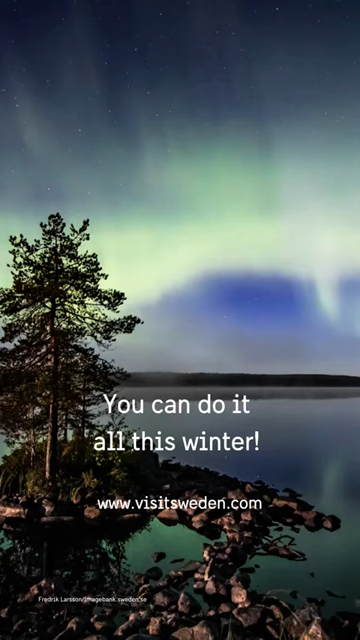 You can do it
all this winter!
www.visitsweden.com
Fredrik Larsson/imagebank.sweden.se